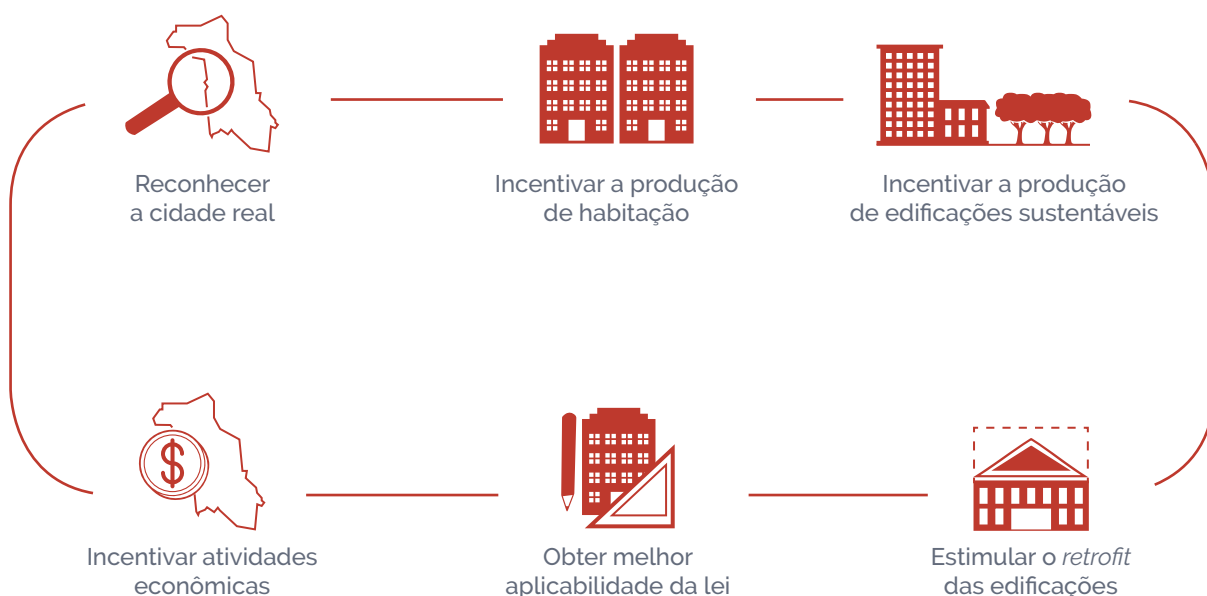 Reconhecer
a cidade real
Incentivar a produção
de habitação
Incentivar a produção
de edificações sustentáveis
Incentivar atividades
econômicas
Obter melhor
aplicabilidade da lei
Estimular o retrofit
das edificações